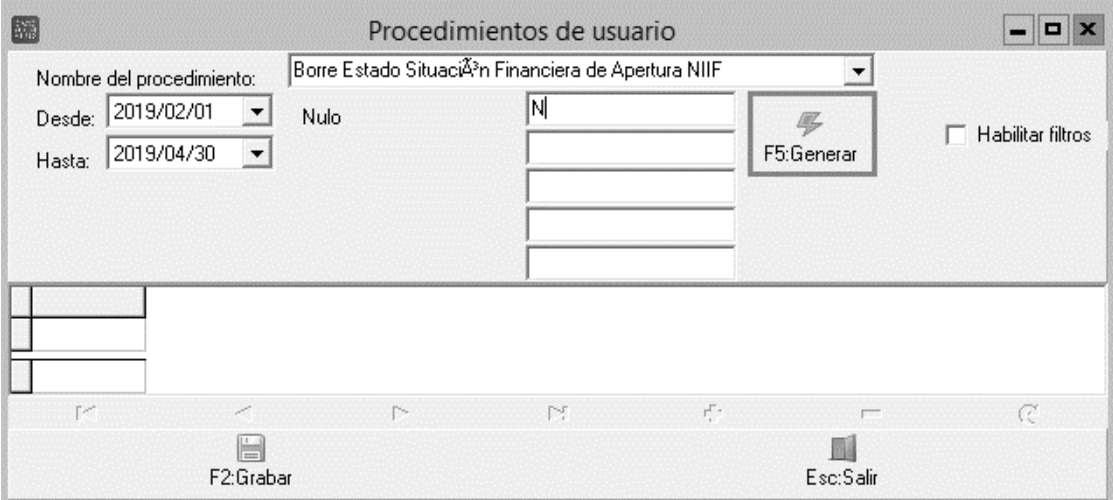 Procedimientos de usuario
Nombre del procedimiento: Borre Estado SituaciÃ³n Financiera de Apertura NIIF
Desde: 2019/02/01 Nulo N
Hasta: 2019/04/30
F5:Generar
Habilitar filtros
F2:Grabar Esc:Salir